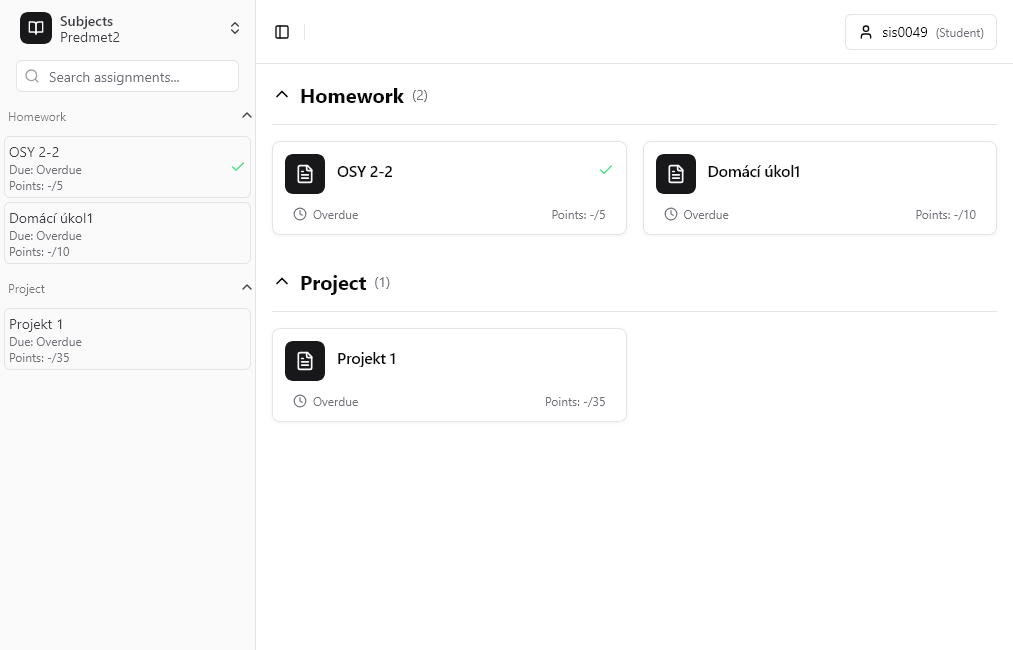 Subjects
Predmet2
Search assignments...
Homework
OSY 2-2
Due: Overdue
Points: -/5
Domácí úkol1
Due: Overdue
Points: -/10
Project
Projekt 1
Due: Overdue
Points: -/35
sis0049 (Student)
Homework (2)
OSY 2-2
Overdue Points: -/5
Domácí úkol1
Overdue Points: -/10
Project (1)
Projekt 1
Overdue Points: -/35